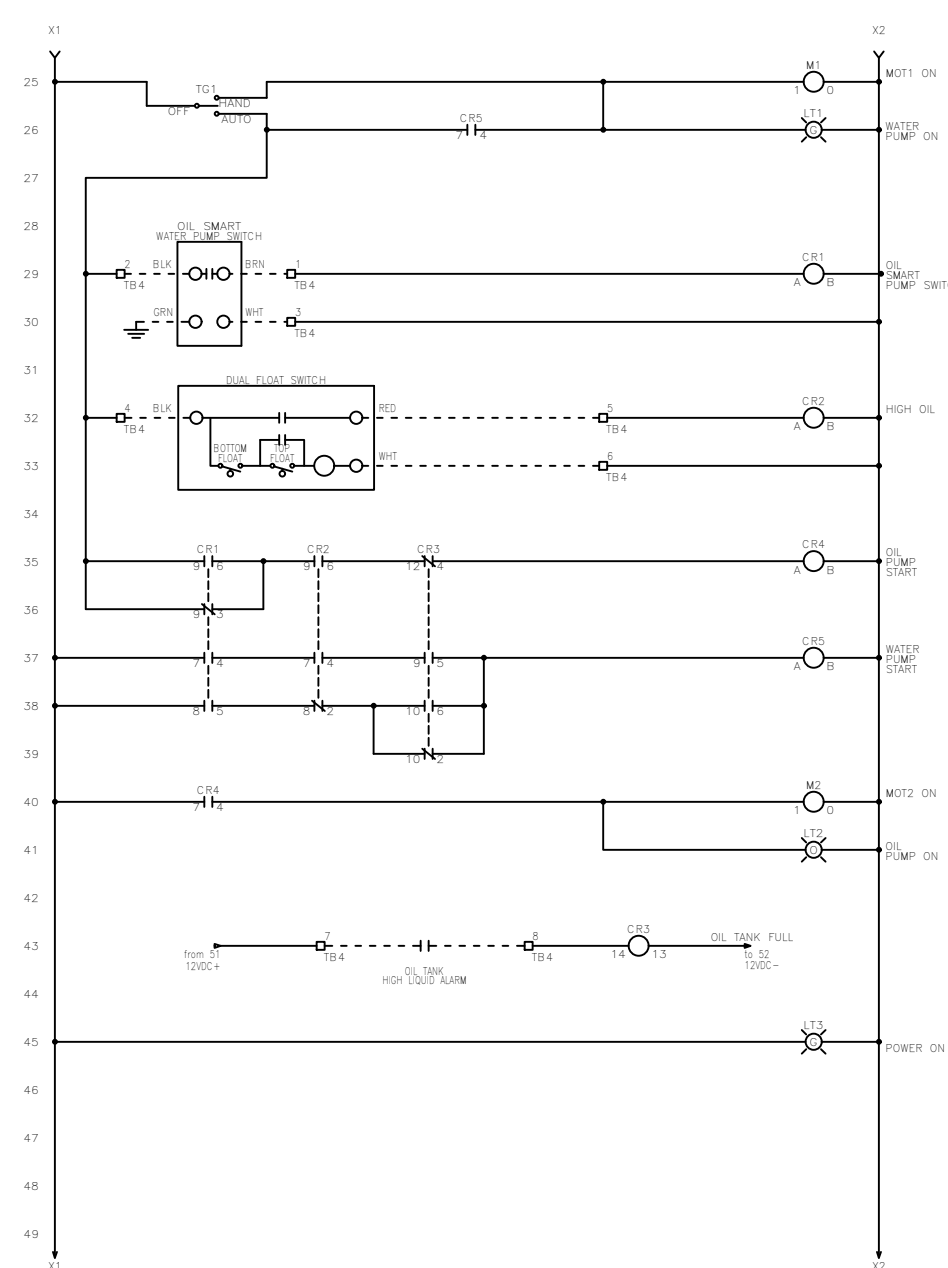 X1 X2
25 M1 MOT1 ON
TG1 1 0
HAND
OFF LT1
AUTO CR5
26 7 4 G WATER
PUMP ON
27
28 OIL SMART
WATER PUMP SWITCH
2 BLK BRN 1 CR1 OIL
29 SMART
TB4 TB4 A B PUMP SWIT
GRN WHT 3
30 TB4
31
DUAL FLOAT SWITCH
4 BLK RED 5 CR2 HIGH OIL
32
TB4 TB4 A B
BOTTOM TOP WHT 6
FLOAT FLOAT
33 TB4
34
CR1 CR2 CR3 CR4 OIL
35 PUMP
9 6 9 6 12 4 A B START
36 9 3
CR5 WATER
37 7 4 7 4 9 5 PUMP
A B START
38 8 5 8 2 10 6
39 10 2
CR4 M2 MOT2 ON
40 7 4 1 0
LT2 OIL
41 O PUMP ON
42
7 8 CR3 OIL TANK FULL
43 from 51 TB4 TB4 14 13 to 52
12VDC+ 12VDC-
OIL TANK
HIGH LIQUID ALARM
44
LT3
45 G POWER ON
46
47
48
49
X1 X2